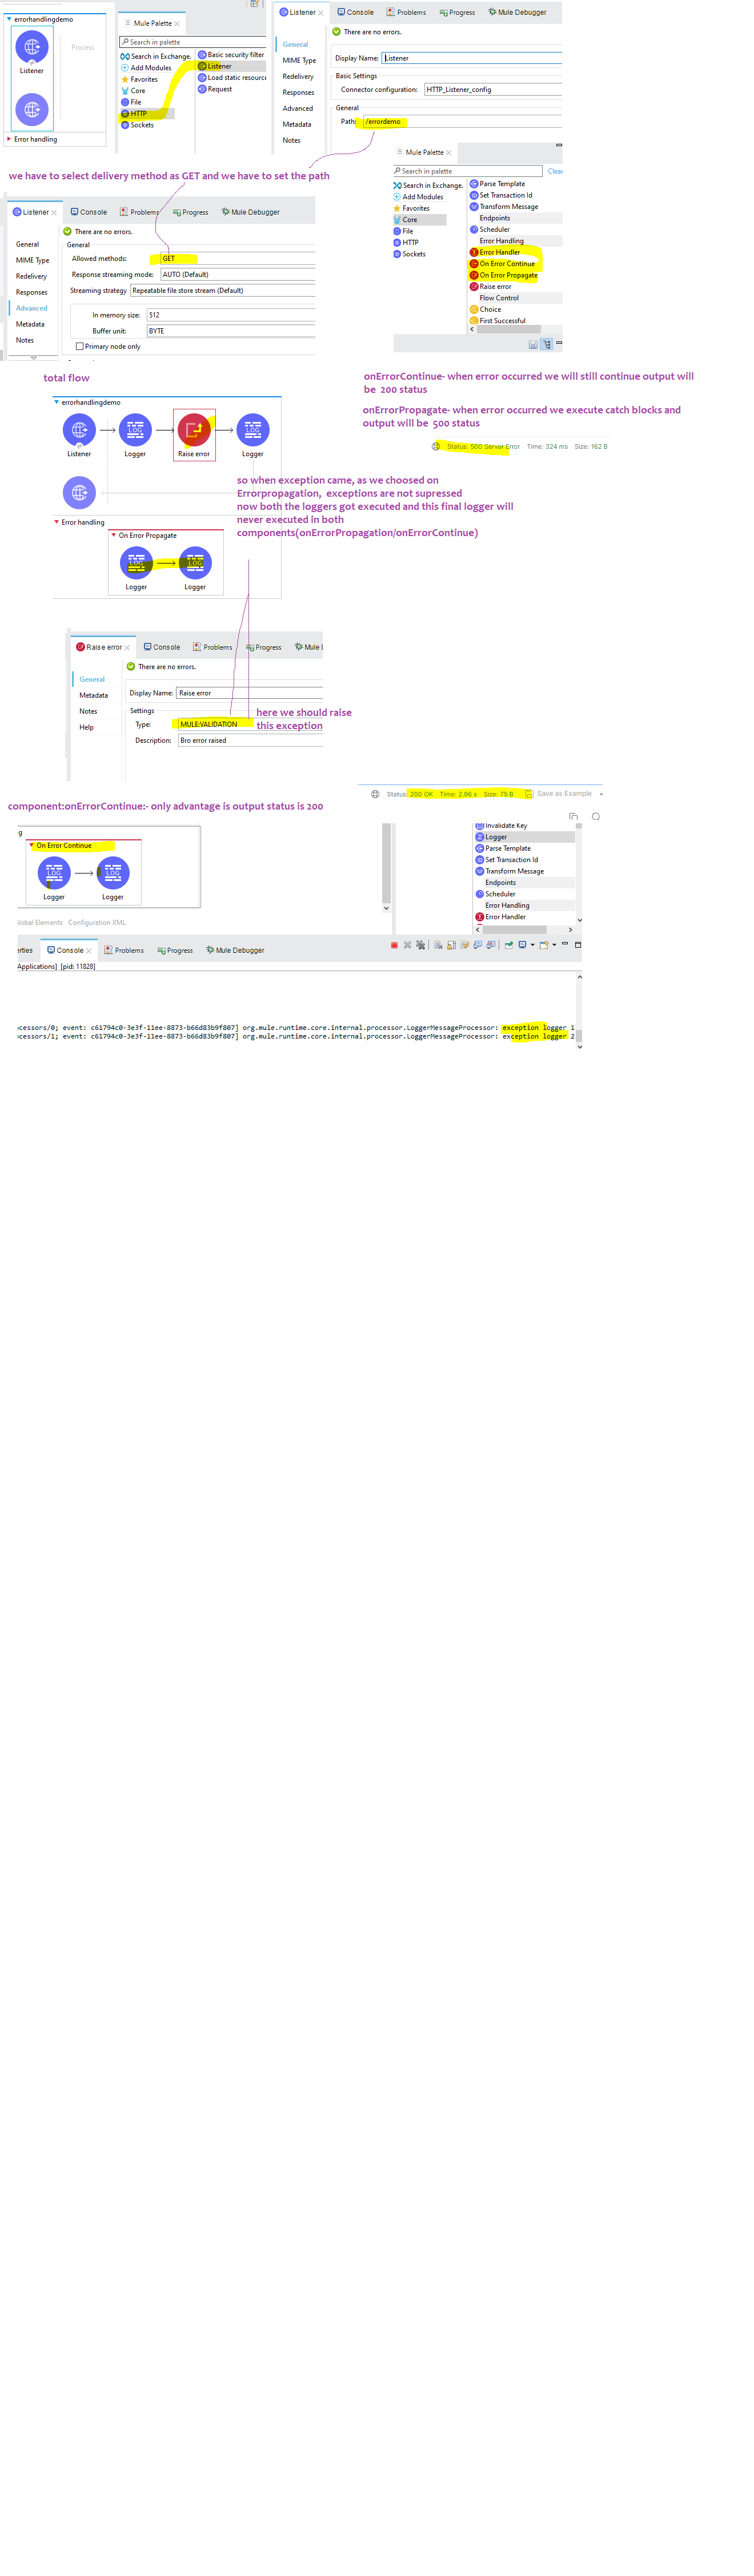 errorhandlingdemo
Process
Listener
Error handling
Mule Palette
Search in palette
Search in Exchange..
Add Modules
Favorites
Core
File
HTTP
Sockets
Basic security filter
Listener
Load static resource
Request
Listener
Console
Problems
Progress
Mule Debugger
There are no errors.
General
MIME Type
Redelivery
Responses
Advanced
Metadata
Notes
Display Name:
Listener
Basic Settings
Connector configuration:
HTTP_Listener_config
General
Path:
/errordemo
we have to select delivery method as GET and we have to set the path
Mule Palette
Search in palette
Clear
Search in Exchange..
Add Modules
Favorites
Core
File
HTTP
Sockets
Parse Template
Set Transaction Id
Transform Message
Endpoints
Scheduler
Error Handling
Error Handler
On Error Continue
On Error Propagate
Raise error
Flow Control
Choice
First Successful
Listener
Console
Problems
Progress
Mule Debugger
There are no errors.
General
MIME Type
Redelivery
Responses
Advanced
Metadata
Notes
General
Allowed methods:
GET
Response streaming mode:
AUTO (Default)
Streaming strategy
Repeatable file store stream (Default)
In memory size:
512
Buffer unit:
BYTE
Primary node only
total flow
onErrorContinue- when error occurred we will still continue output will
be 200 status
onErrorPropagate- when error occurred we execute catch blocks and
output will be 500 status
Status: 500 Server Error Time: 324 ms Size: 162 B
errorhandlingdemo
Listener
LOG
Logger
Raise error
LOG
Logger
so when exception came, as we choosed on
Errorpropagation, exceptions are not supressed
now both the loggers got executed and this final logger will
never executed in both
components(onErrorPropagation/onErrorContinue)
Error handling
On Error Propagate
LOG
Logger
LOG
Logger
Raise error
Console
Problems
Progress
Mule D
There are no errors.
General
Metadata
Notes
Help
Display Name:
Raise error
Settings
Type:
MULE:VALIDATION
Description:
Bro error raised
here we should raise
this exception
Status: 200 OK Time: 2.96 s Size: 75 B Save as Example
component:onErrorContinue:- only advantage is output status is 200
g
On Error Continue
LOG
Logger
LOG
Logger
Global Elements Configuration XML
Invalidate Key
Logger
Parse Template
Set Transaction Id
Transform Message
Endpoints
Scheduler
Error Handling
Error Handler
erties
Console
Problems
Progress
Mule Debugger
Applications] [pid: 11828]
ocessors/0; event: c61794c0-3e3f-11ee-8873-b66d83b9f807] org.mule.runtime.core.internal.processor.LoggerMessageProcessor: exception logger 1
ocessors/1; event: c61794c0-3e3f-11ee-8873-b66d83b9f807] org.mule.runtime.core.internal.processor.LoggerMessageProcessor: exception logger 2